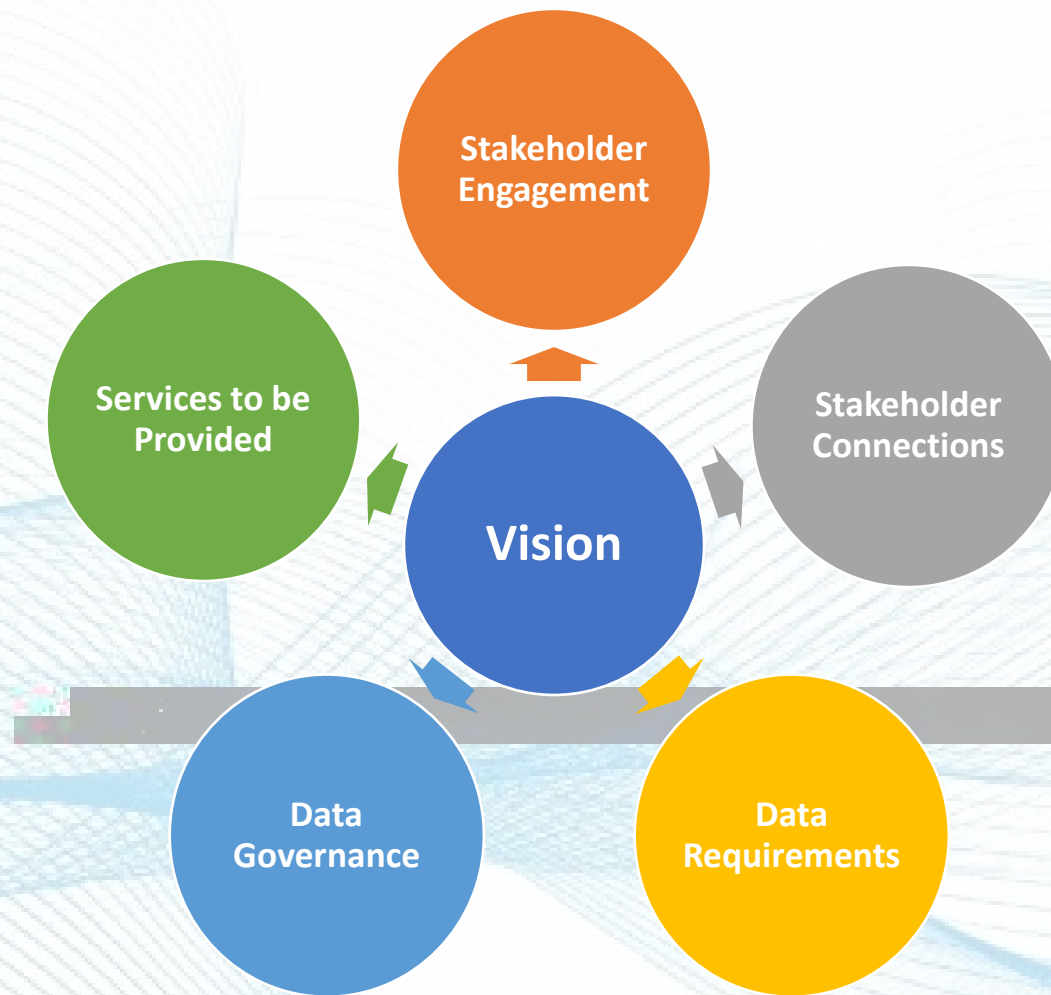 Stakeholder
Engagement
Services to be
Provided
Stakeholder
Connections
Vision
Data
Governance
Data
Requirements